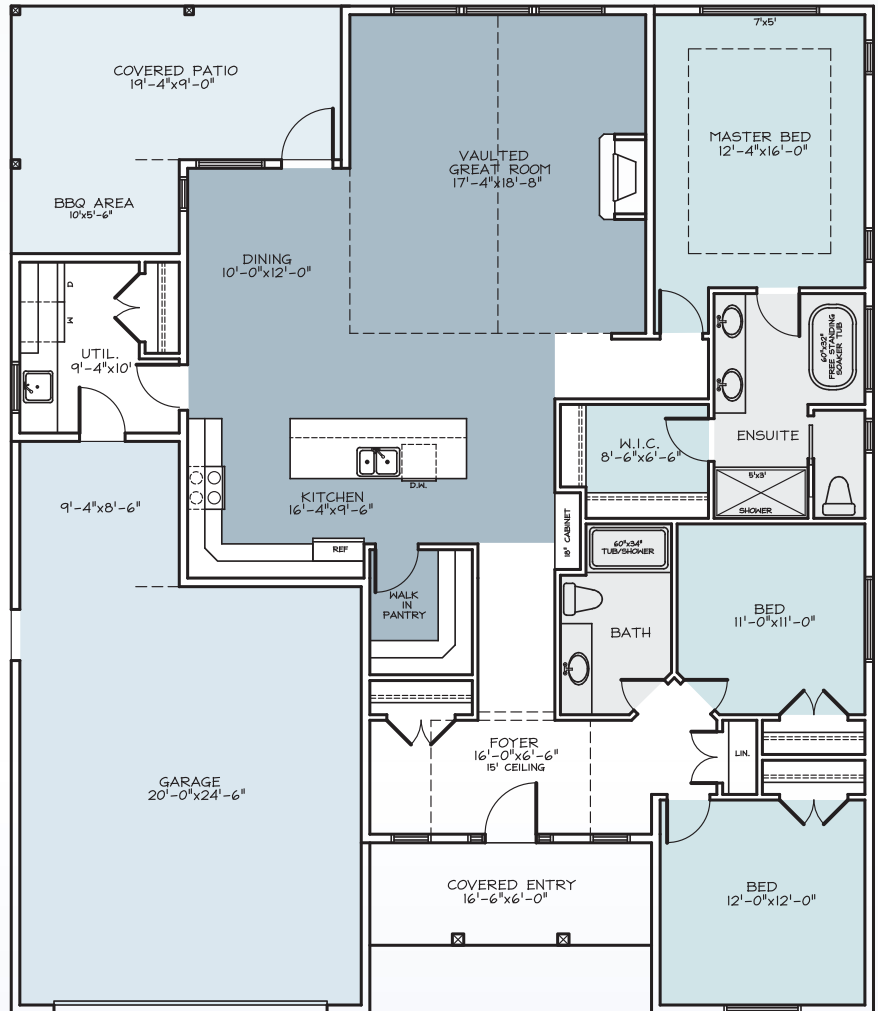 7'x5'
COVERED PATIO
19'-4"x9'-0"
MASTER BED
12'-4"x16'-0"
VAULTED
GREAT ROOM
17'-4"x18'-8"
BBQ AREA
10'x5'-6"
DINING
10'-0"x12'-0"
D
W
UTIL.
9'-4"x10'
60"x32"
FREE STANDING
SOAKER TUB
W.I.C.
8'-6"x6'-6"
ENSUITE
5'x3'
SHOWER
D.W.
KITCHEN
16'-4"x9'-6"
9'-4"x8'-6"
18" CABINET
REF
60"x34"
TUB/SHOWER
WALK
IN
PANTRY
BATH
BED
11'-0"x11'-0"
FOYER
16'-0"x6'-6"
15' CEILING
LIN.
GARAGE
20'-0"x24'-6"
COVERED ENTRY
16'-6"x6'-0"
BED
12'-0"x12'-0"